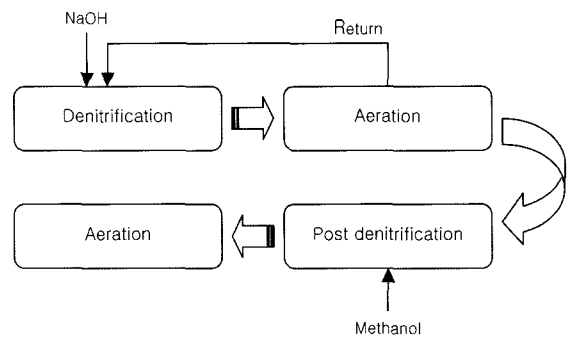 NaOH
Return
Denitrification
Aeration
Aeration
Post denitrification
Methanol